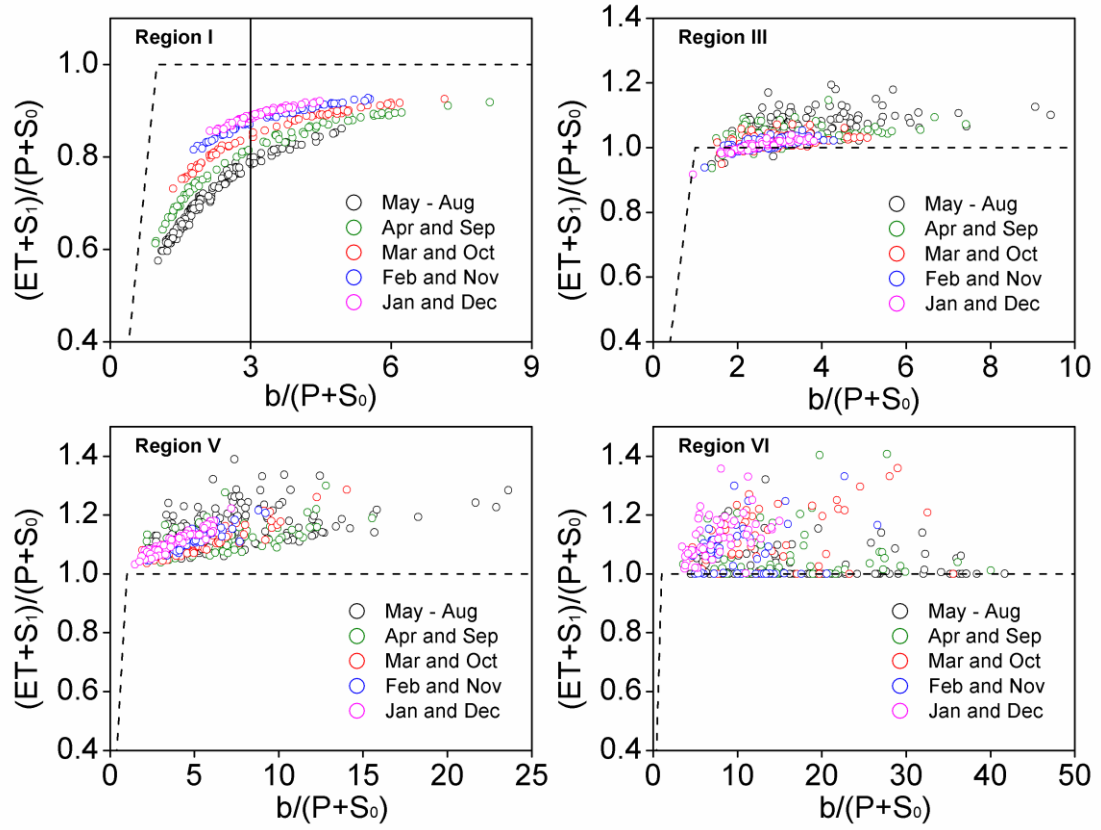 Region I
(ET+S₁)/(P+S₀)
1.0
0.8
0.6
0.4
May - Aug
Apr and Sep
Mar and Oct
Feb and Nov
Jan and Dec
0 3 6 9
b/(P+S₀)
Region III
(ET+S₁)/(P+S₀)
1.4
1.2
1.0
0.8
0.6
0.4
May - Aug
Apr and Sep
Mar and Oct
Feb and Nov
Jan and Dec
0 2 4 6 8 10
b/(P+S₀)
Region V
(ET+S₁)/(P+S₀)
1.4
1.2
1.0
0.8
0.6
0.4
May - Aug
Apr and Sep
Mar and Oct
Feb and Nov
Jan and Dec
0 5 10 15 20 25
b/(P+S₀)
Region VI
(ET+S₁)/(P+S₀)
1.4
1.2
1.0
0.8
0.6
0.4
May - Aug
Apr and Sep
Mar and Oct
Feb and Nov
Jan and Dec
0 10 20 30 40 50
b/(P+S₀)